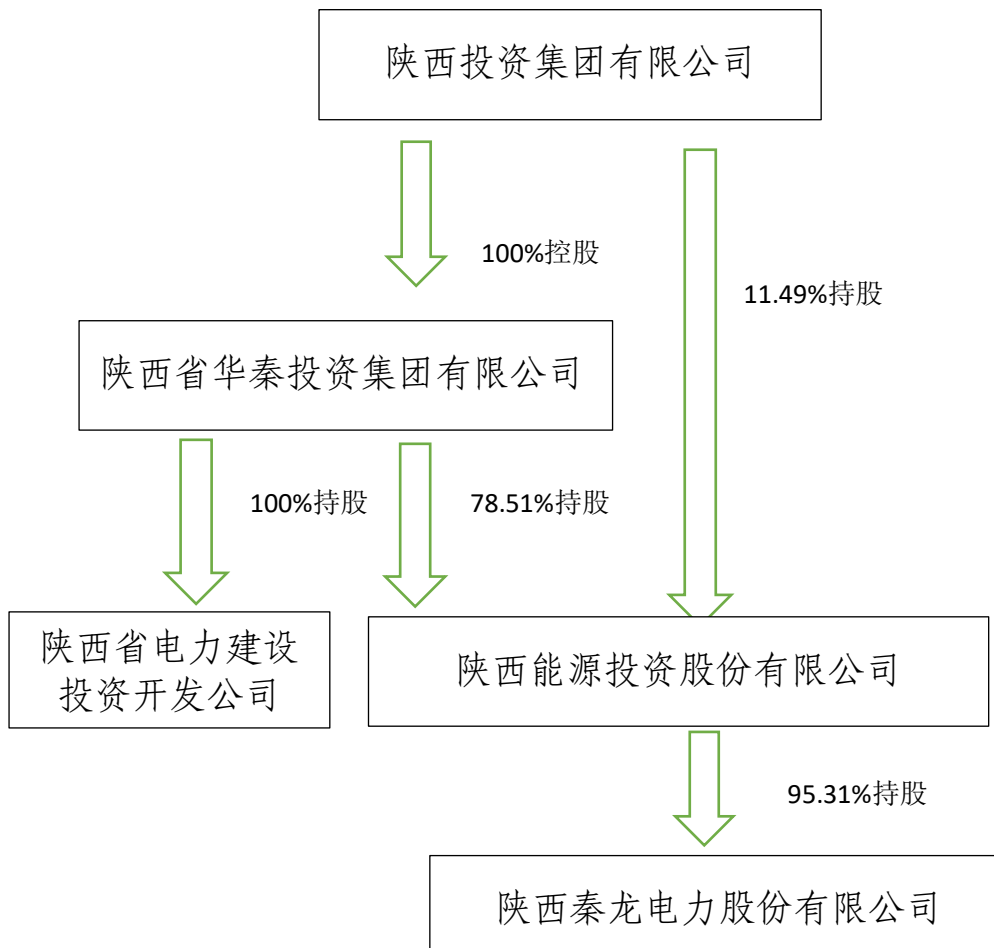 陕西投资集团有限公司
100%控股
11.49%持股
陕西省华秦投资集团有限公司
100%持股
78.51%持股
陕西省电力建设
投资开发公司
陕西能源投资股份有限公司
95.31%持股
陕西秦龙电力股份有限公司